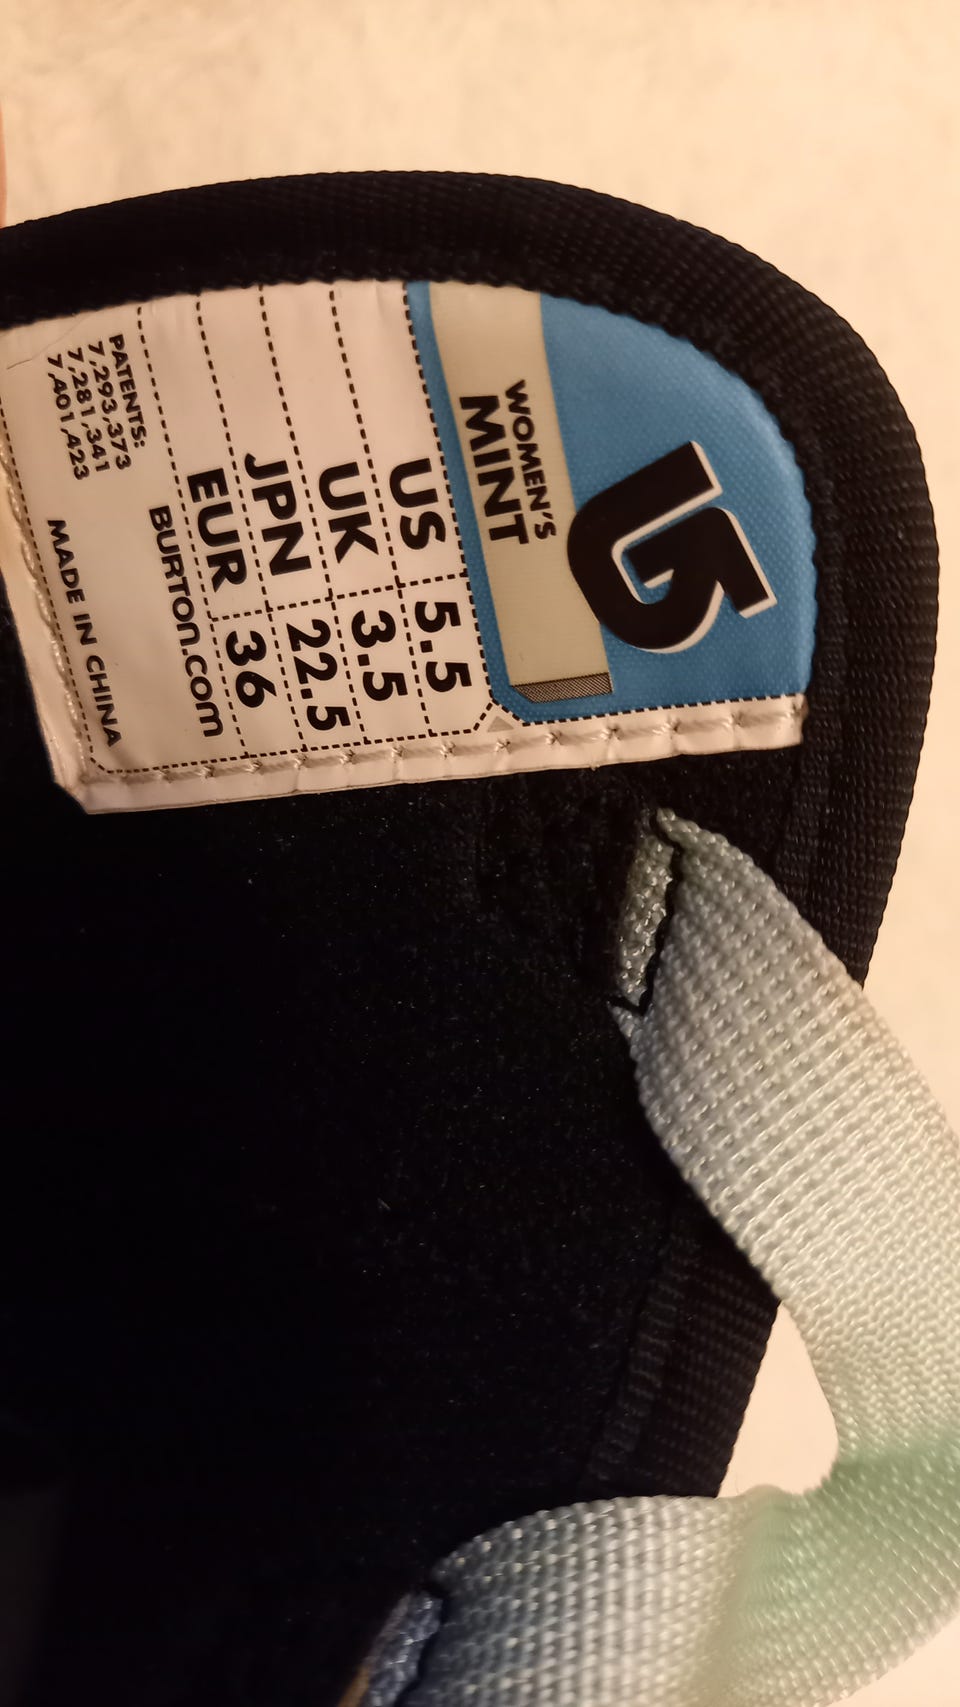 WOMEN'S
MINT
US 5.5
UK 3.5
JPN 22.5
EUR 36
BURTON.COM
PATENTS:
7,293,373
7,281,341
7,401,423
MADE IN CHINA